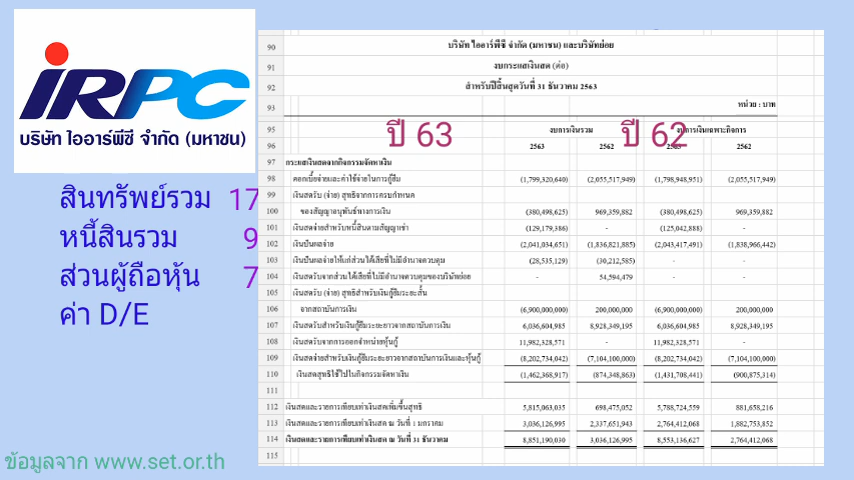 IRPC
บริษัท ไออาร์พีซี จำกัด (มหาชน)
สินทรัพย์รวม 17
หนี้สินรวม 9
ส่วนผู้ถือหุ้น 7
ค่า D/E
ข้อมูลจาก www.set.or.th
ปี 63 ปี 62
90 บริษัท ไออาร์พีซี จำกัด (มหาชน) และบริษัทย่อย
91 งบกระแสเงินสด (ต่อ)
92 สำหรับปีสิ้นสุดวันที่ 31 ธันวาคม 2563
93 หน่วย : บาท
95 งบการเงินรวม งบการเงินเฉพาะกิจการ
96 2563 2562 2563 2562
97 กระแสเงินสดจากกิจกรรมจัดหาเงิน
98 ดอกเบี้ยจ่ายและค่าใช้จ่ายในการกู้ยืม (1,799,320,640) (2,055,517,949) (1,798,948,951) (2,055,517,949)
99 เงินสดรับ (จ่าย) สุทธิจากการครบกำหนด
100 ของสัญญาอนุพันธ์ทางการเงิน (380,498,625) 969,359,882 (380,498,625) 969,359,882
101 เงินสดจ่ายสำหรับหนี้สินตามสัญญาเช่า (129,179,386) - (125,042,888) -
102 เงินปันผลจ่าย (2,041,034,651) (1,836,821,885) (2,043,417,491) (1,838,966,442)
103 เงินปันผลจ่ายให้แก่ส่วนได้เสียที่ไม่มีอำนาจควบคุม (28,535,129) (30,212,585) - -
104 เงินสดรับจากส่วนได้เสียที่ไม่มีอำนาจควบคุมของบริษัทย่อย - 54,594,479 - -
105 เงินสดรับ (จ่าย) สุทธิสำหรับเงินกู้ยืมระยะสั้น
106 จากสถาบันการเงิน (6,900,000,000) 200,000,000 (6,900,000,000) 200,000,000
107 เงินสดรับสำหรับเงินกู้ยืมระยะยาวจากสถาบันการเงิน 6,036,604,985 8,928,349,195 6,036,604,985 8,928,349,195
108 เงินสดรับจากการออกจำหน่ายหุ้นกู้ 11,982,328,571 - 11,982,328,571 -
109 เงินสดจ่ายสำหรับเงินกู้ยืมระยะยาวจากสถาบันการเงินและหุ้นกู้ (8,202,734,042) (7,104,100,000) (8,202,734,042) (7,104,100,000)
110 เงินสดสุทธิใช้ไปในกิจกรรมจัดหาเงิน (1,462,368,917) (874,348,863) (1,431,708,441) (900,875,314)
111
112 เงินสดและรายการเทียบเท่าเงินสดเพิ่มขึ้นสุทธิ 5,815,063,035 698,475,052 5,788,724,559 881,658,216
113 เงินสดและรายการเทียบเท่าเงินสด ณ วันที่ 1 มกราคม 3,036,126,995 2,337,651,943 2,764,412,068 1,882,753,852
114 เงินสดและรายการเทียบเท่าเงินสด ณ วันที่ 31 ธันวาคม 8,851,190,030 3,036,126,995 8,553,136,627 2,764,412,068
115